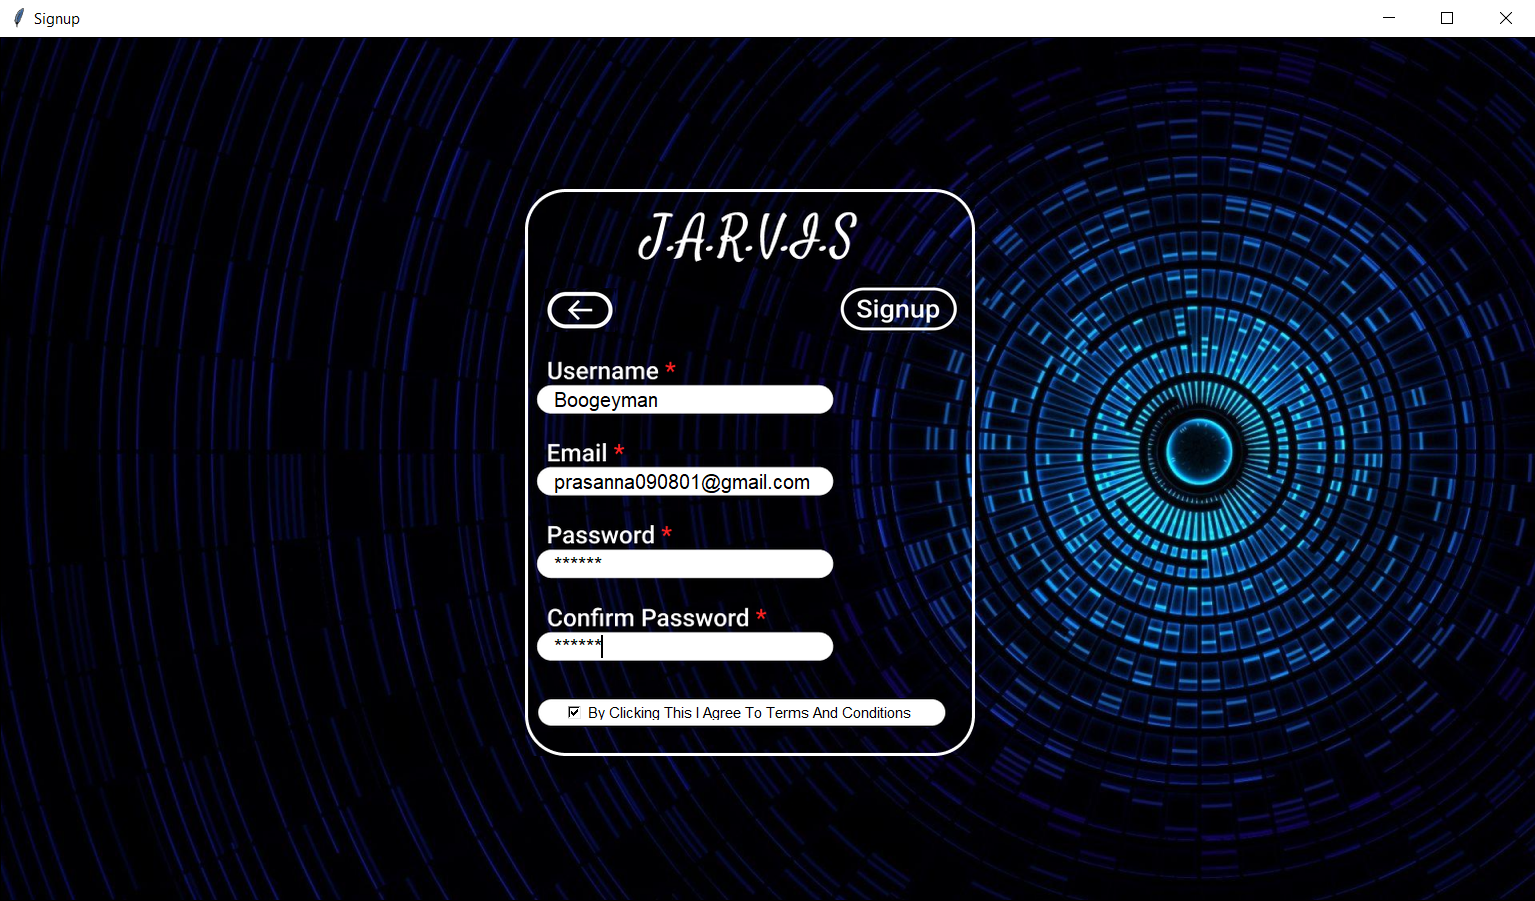 Signup
J.A.R.V.I.S
Signup
Username *
Boogeyman
Email *
prasanna090801@gmail.com
Password *
******
Confirm Password *
******
By Clicking This I Agree To Terms And Conditions